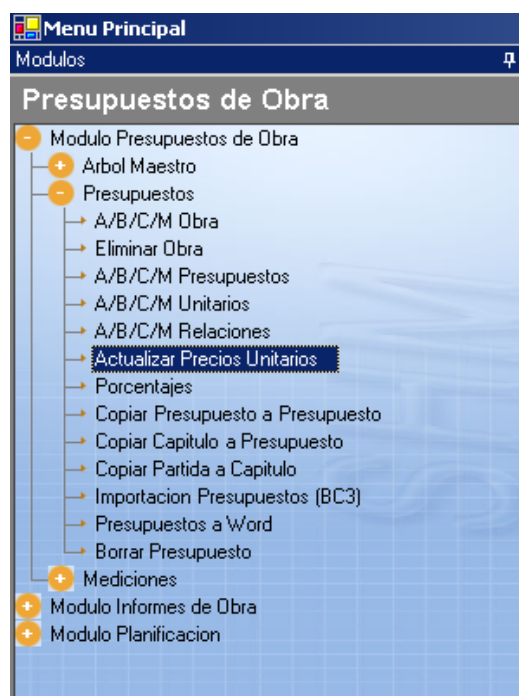 Menu Principal
Modulos
Presupuestos de Obra
Modulo Presupuestos de Obra
Arbol Maestro
Presupuestos
A/B/C/M Obra
Eliminar Obra
A/B/C/M Presupuestos
A/B/C/M Unitarios
A/B/C/M Relaciones
Actualizar Precios Unitarios
Porcentajes
Copiar Presupuesto a Presupuesto
Copiar Capitulo a Presupuesto
Copiar Partida a Capitulo
Importacion Presupuestos (BC3)
Presupuestos a Word
Borrar Presupuesto
Mediciones
Modulo Informes de Obra
Modulo Planificacion